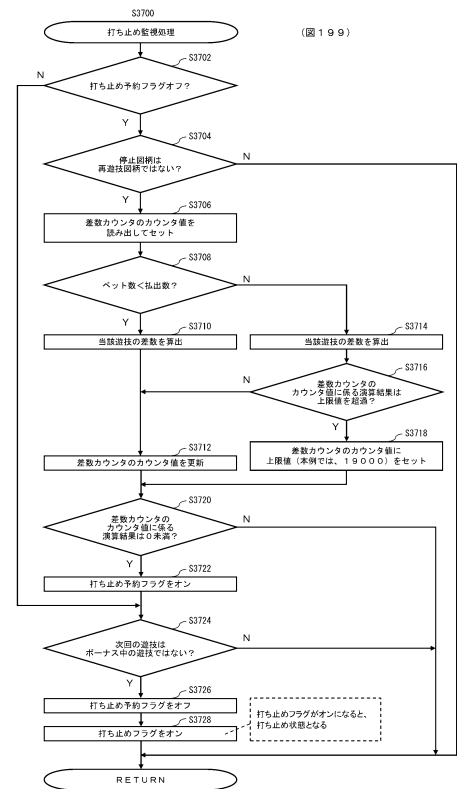 S3700
打ち止め監視処理
（図１９９）
S3702
打ち止め予約フラグオフ？
N
Y
S3704
停止図柄は
再遊技図柄ではない？
N
Y
S3706
差数カウンタのカウンタ値を
読み出してセット
S3708
ベット数＜払出数？
N
Y
S3710
当該遊技の差数を算出
S3714
当該遊技の差数を算出
S3716
差数カウンタの
カウンタ値に係る演算結果は
上限値を超過？
N
Y
S3712
差数カウンタのカウンタ値を更新
S3718
差数カウンタのカウンタ値に
上限値（本例では、１９０００）をセット
S3720
差数カウンタの
カウンタ値に係る
演算結果は０未満？
N
Y
S3722
打ち止め予約フラグをオン
S3724
次回の遊技は
ボーナス中の遊技ではない？
N
Y
S3726
打ち止め予約フラグをオフ
S3728
打ち止めフラグをオン
打ち止めフラグがオンになると、
打ち止め状態となる
ＲＥＴＵＲＮ